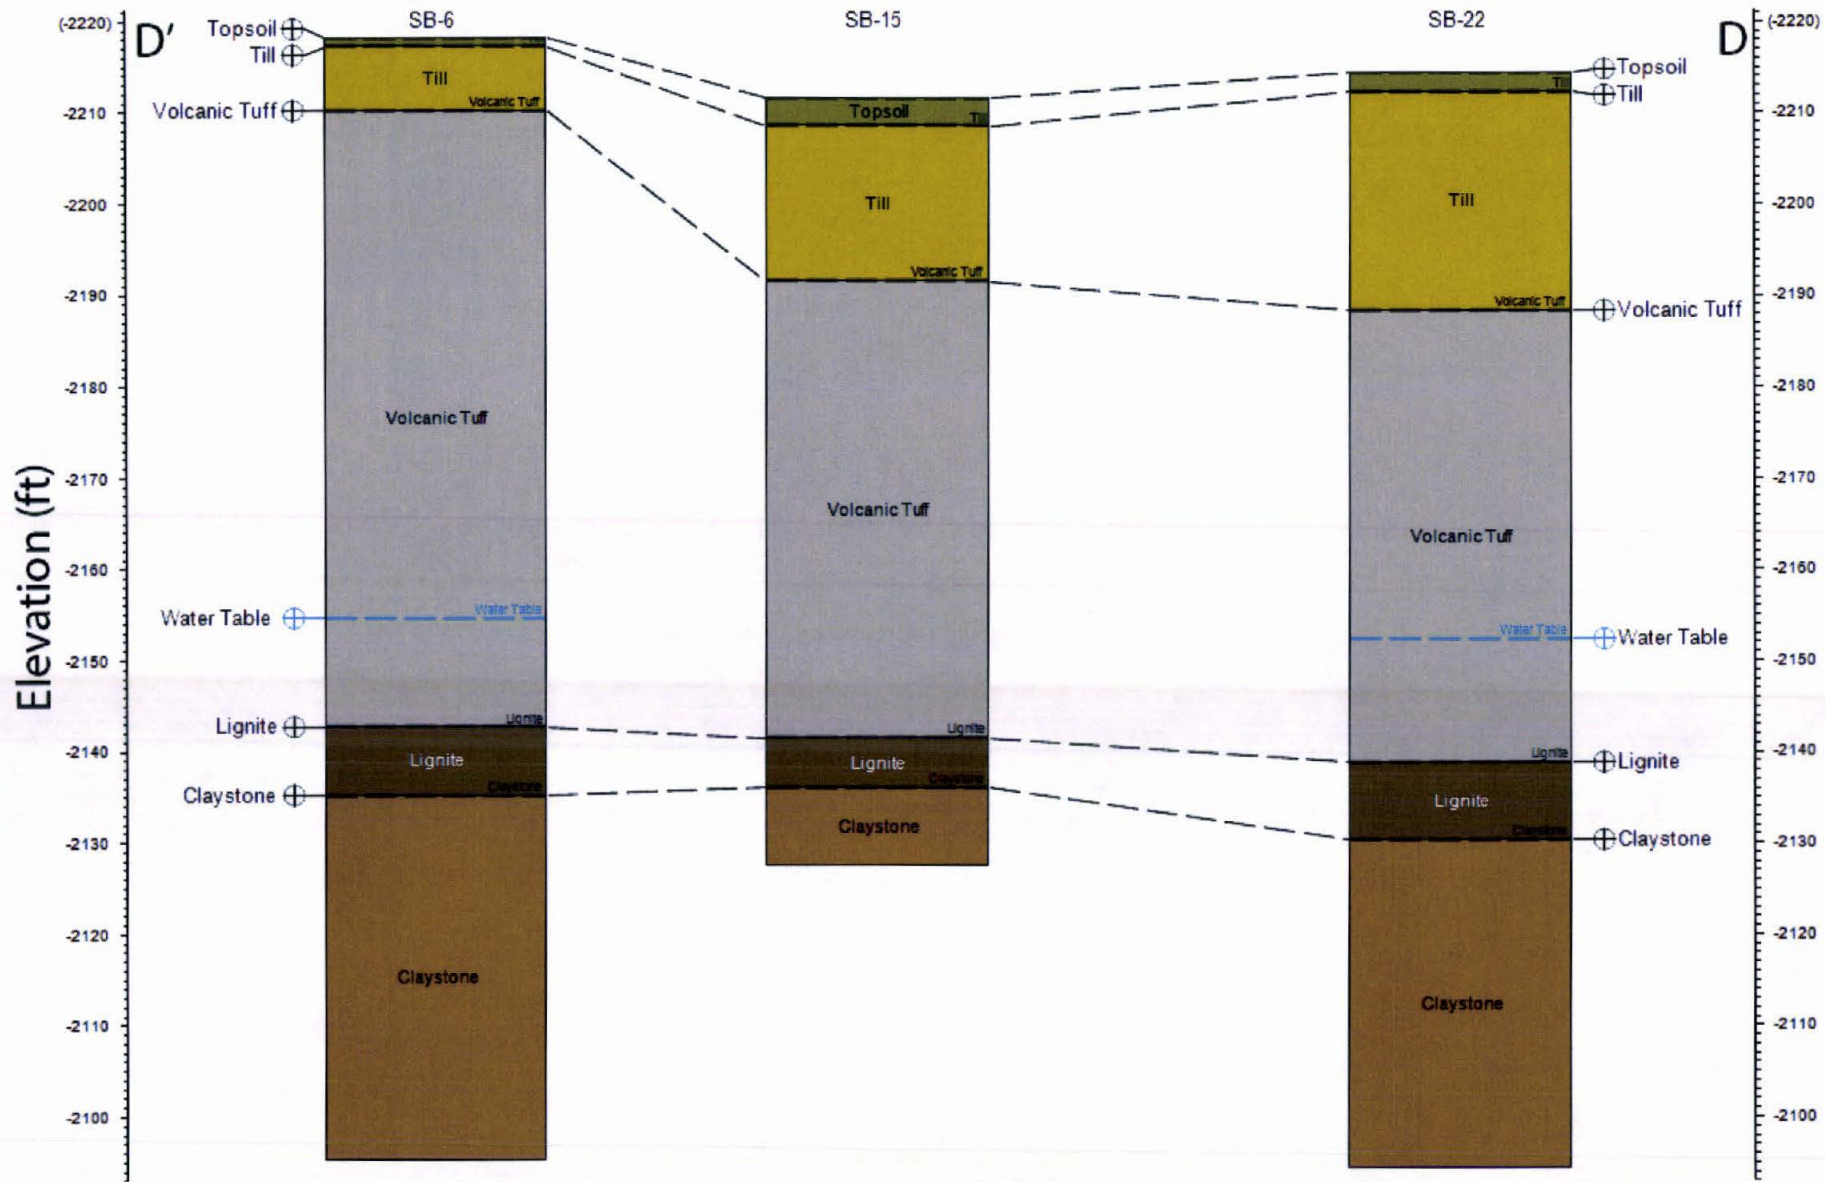 SB-6
SB-15
SB-22
D'
D
Elevation (ft)
(-2220)
-2210
-2200
-2190
-2180
-2170
-2160
-2150
-2140
-2130
-2120
-2110
-2100
Topsoil
Till
Volcanic Tuff
Water Table
Lignite
Claystone
Till
Volcanic Tuff
Volcanic Tuff
Water Table
Lignite
Lignite
Claystone
Claystone
Topsoil
Till
Till
Volcanic Tuff
Volcanic Tuff
Lignite
Lignite
Claystone
Claystone
Till
Till
Volcanic Tuff
Volcanic Tuff
Water Table
Lignite
Lignite
Claystone
Claystone
Topsoil
Till
Volcanic Tuff
Water Table
Lignite
Claystone
(-2220)
-2210
-2200
-2190
-2180
-2170
-2160
-2150
-2140
-2130
-2120
-2110
-2100